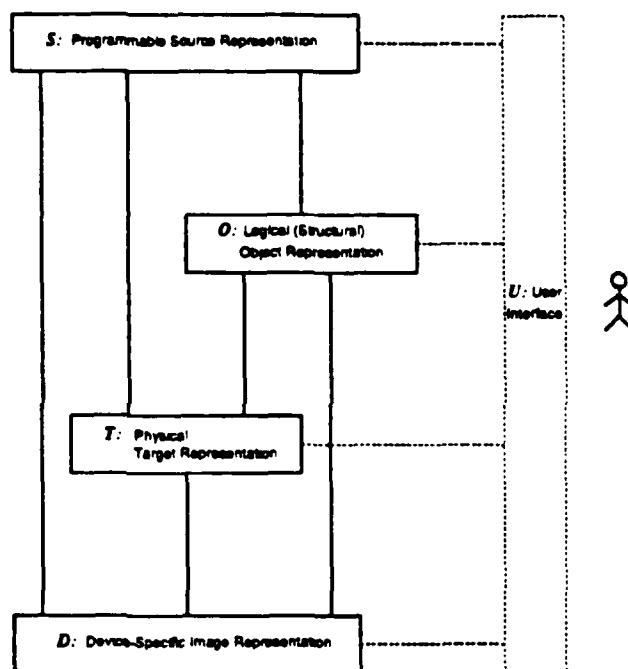 S: Programmable Source Representation
O: Logical (Structural)
Object Representation
U: User
Interface
T: Physical
Target Representation
D: Device-Specific Image Representation